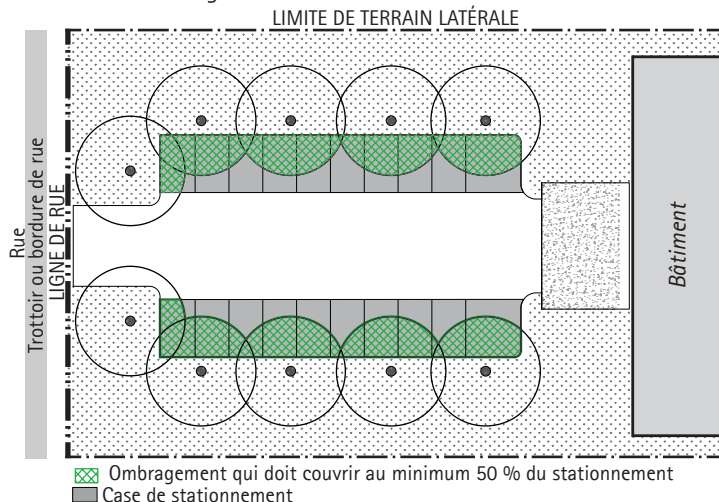 LIMITE DE TERRAIN LATÉRALE
Rue
Trottoir ou bordure de rue
LIGNE DE RUE
Bâtiment
Ombragement qui doit couvrir au minimum 50 % du stationnement
Case de stationnement